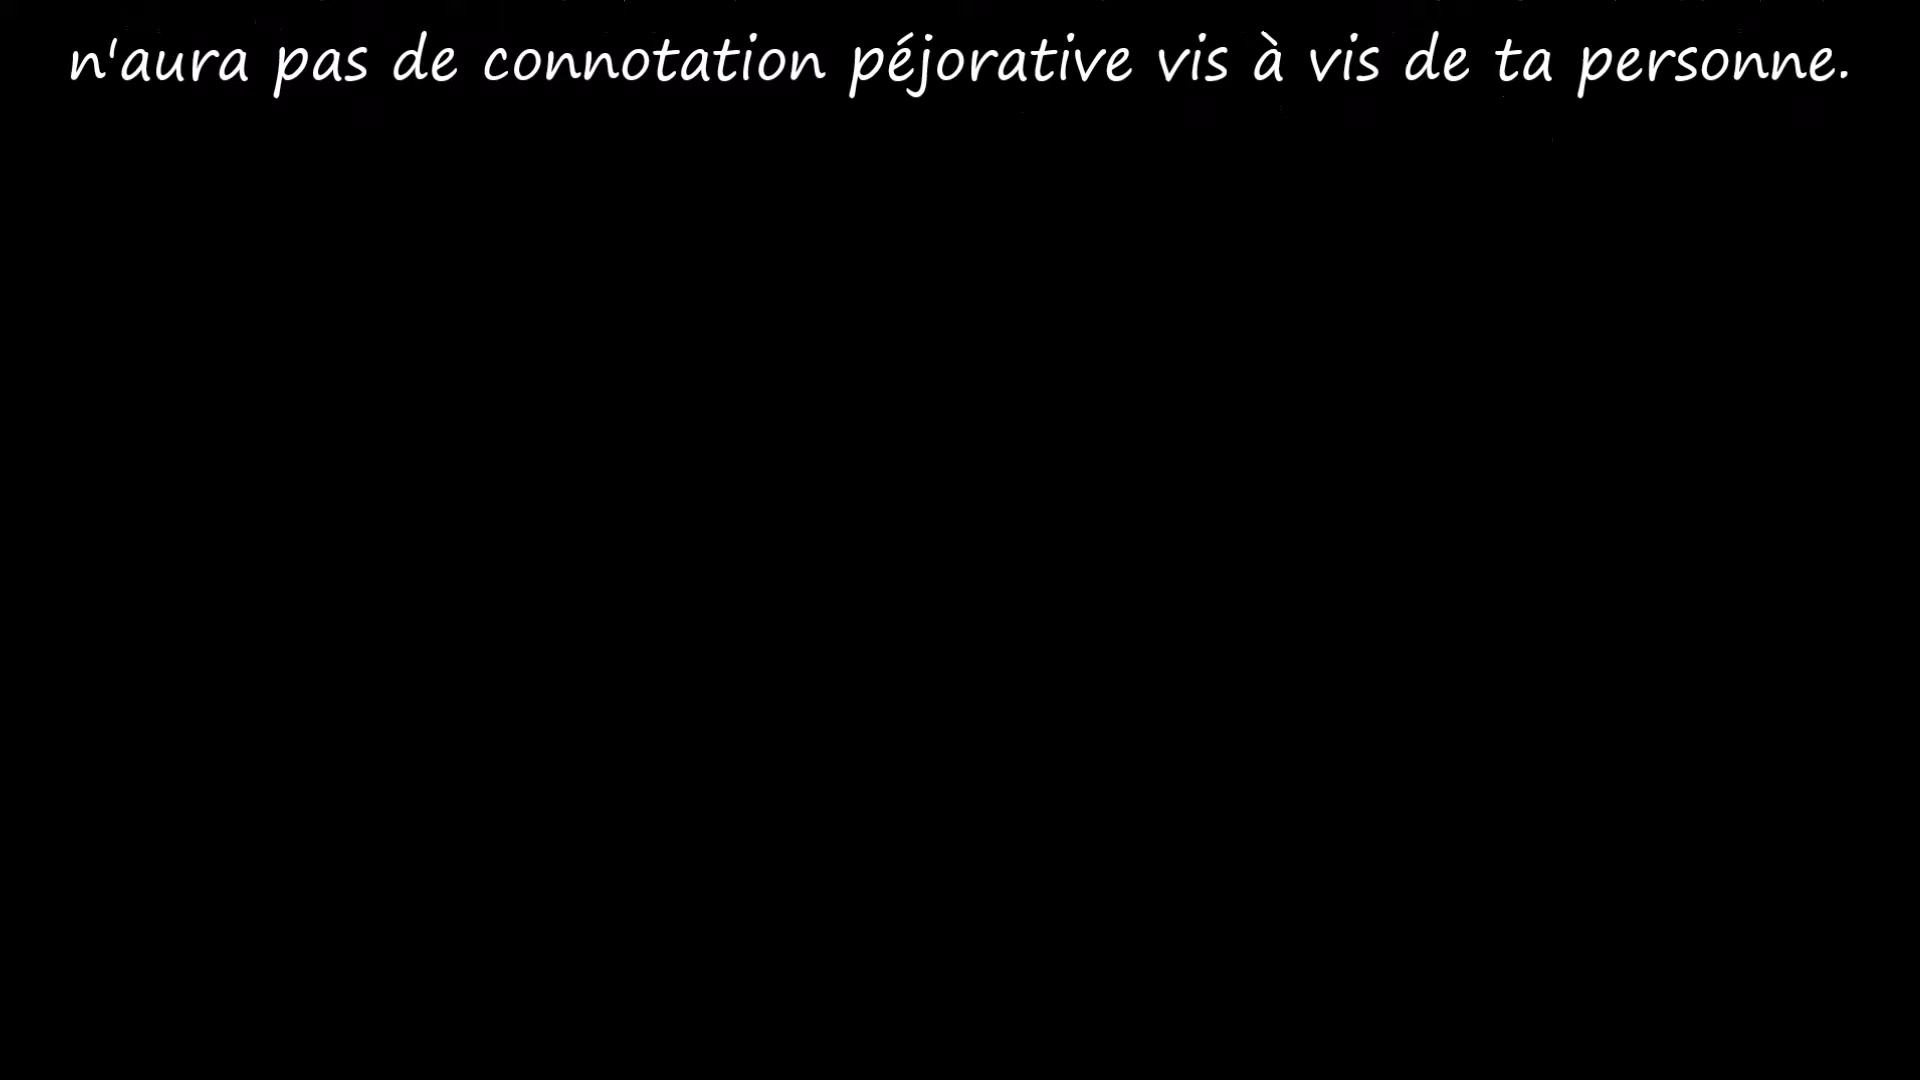 n'aura pas de connotation péjorative vis à vis de ta personne.